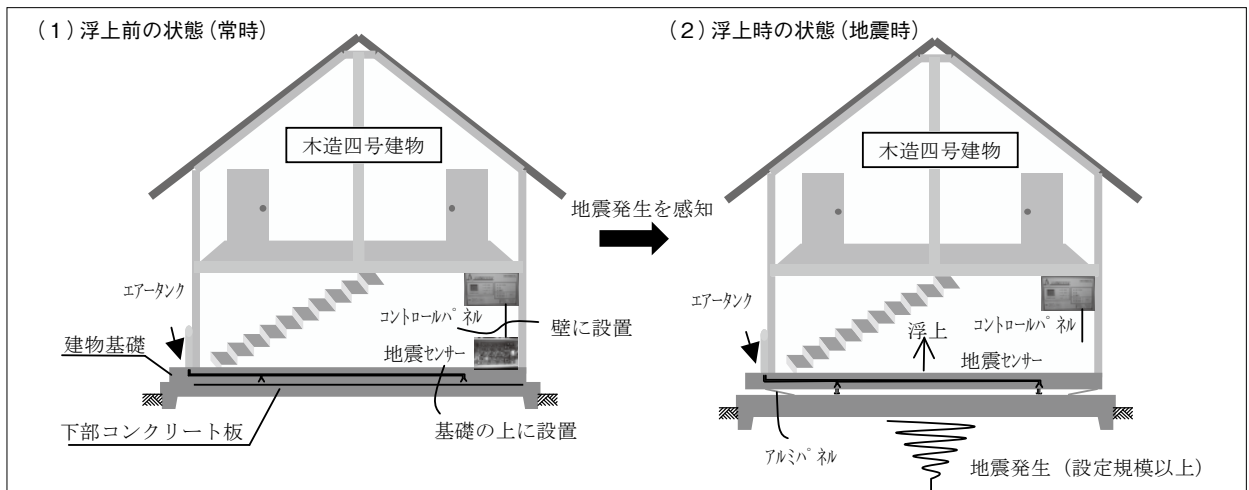 (1)浮上前の状態(常時)
木造四号建物
エアータンク
コントロールパネル
壁に設置
建物基礎
地震センサー
下部コンクリート板
基礎の上に設置
地震発生を感知
(2)浮上時の状態(地震時)
木造四号建物
エアータンク
コントロールパネル
浮上
地震センサー
アルミパネル
地震発生(設定規模以上)